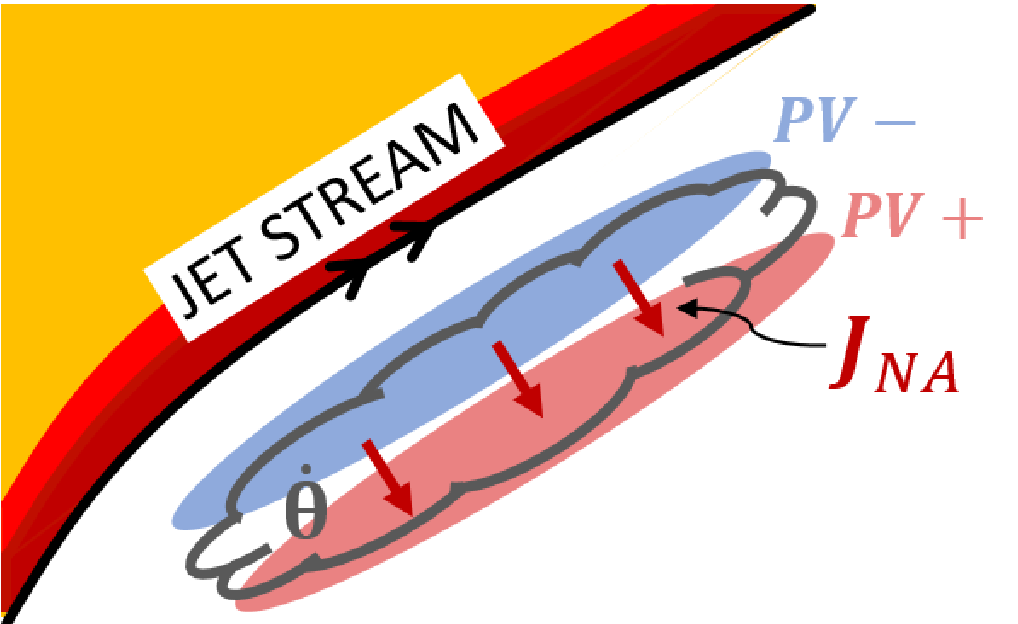 PV −
JET STREAM
PV +
J_NA
θ̇